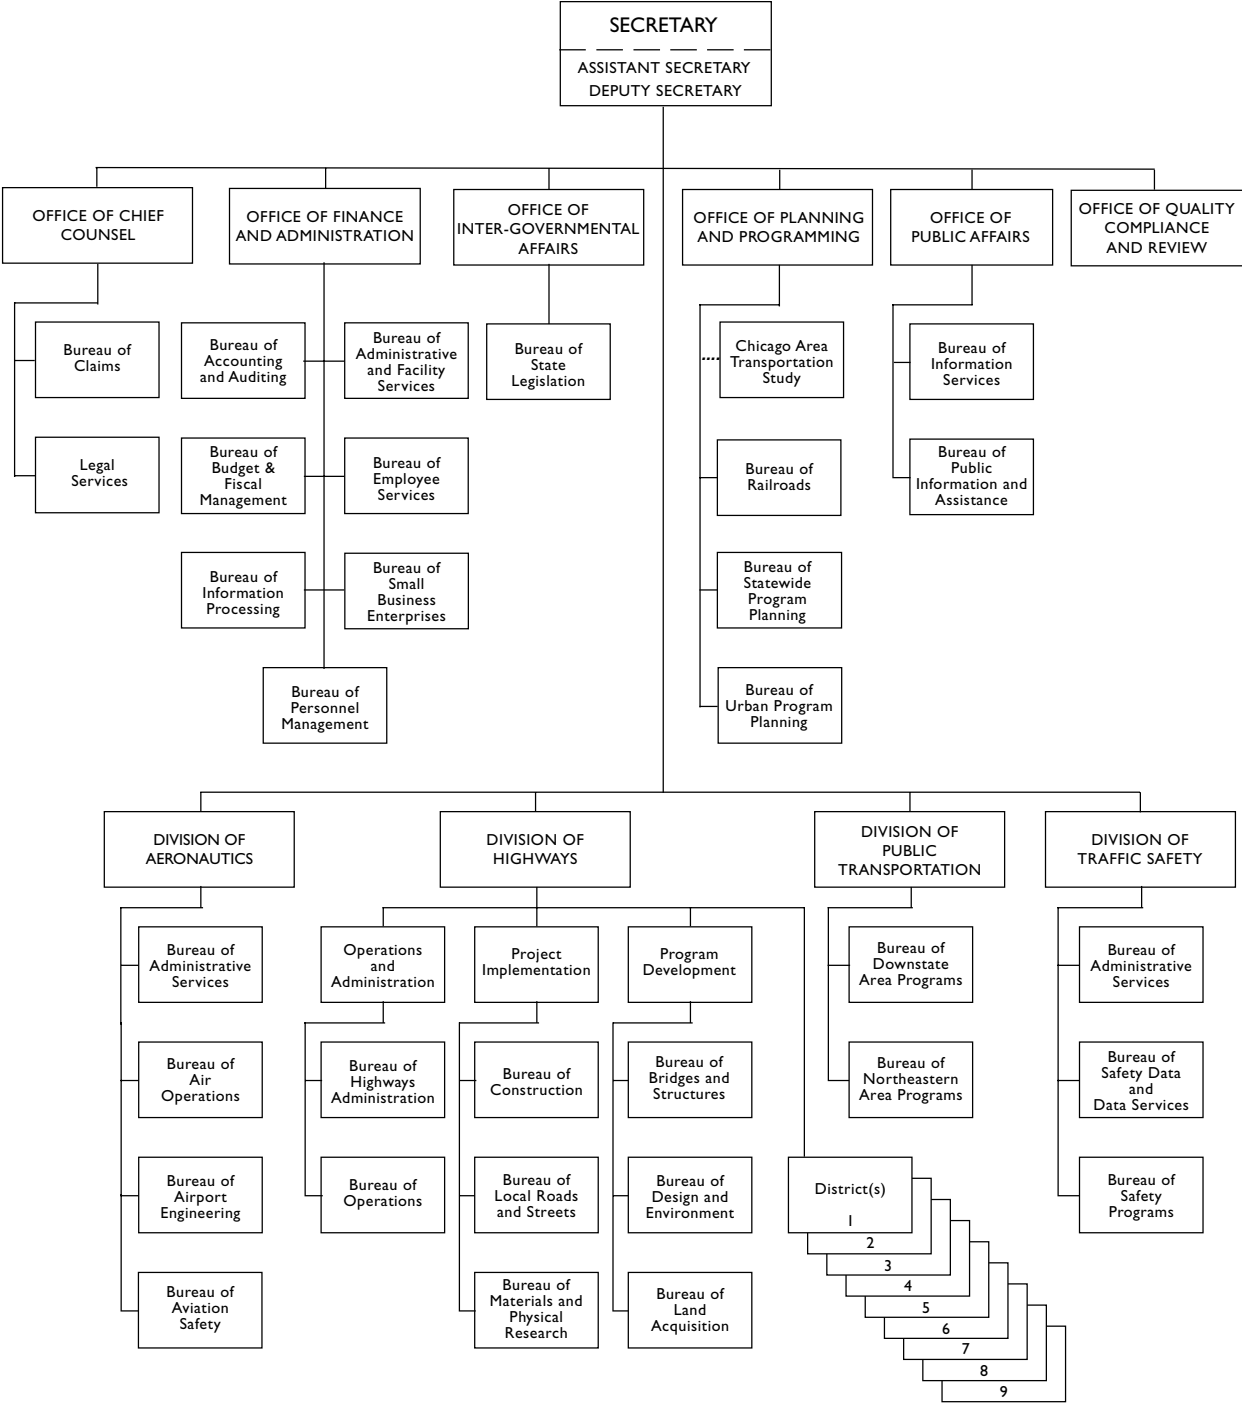 SECRETARY
ASSISTANT SECRETARY
DEPUTY SECRETARY
OFFICE OF CHIEF
COUNSEL
OFFICE OF FINANCE
AND ADMINISTRATION
OFFICE OF
INTER-GOVERNMENTAL
AFFAIRS
OFFICE OF PLANNING
AND PROGRAMMING
OFFICE OF
PUBLIC AFFAIRS
OFFICE OF QUALITY
COMPLIANCE
AND REVIEW
Bureau of
Claims
Legal
Services
Bureau of
Accounting
and Auditing
Bureau of
Administrative
and Facility
Services
Bureau of
Budget &
Fiscal
Management
Bureau of
Employee
Services
Bureau of
Information
Processing
Bureau of
Small
Business
Enterprises
Bureau of
Personnel
Management
Bureau of
State
Legislation
Chicago Area
Transportation
Study
Bureau of
Railroads
Bureau of
Statewide
Program
Planning
Bureau of
Urban Program
Planning
Bureau of
Information
Services
Bureau of
Public
Information and
Assistance
DIVISION OF
AERONAUTICS
DIVISION OF
HIGHWAYS
DIVISION OF
PUBLIC
TRANSPORTATION
DIVISION OF
TRAFFIC SAFETY
Bureau of
Administrative
Services
Bureau of
Air
Operations
Bureau of
Airport
Engineering
Bureau of
Aviation
Safety
Operations
and
Administration
Bureau of
Highways
Administration
Bureau of
Operations
Project
Implementation
Bureau of
Construction
Bureau of
Local Roads
and Streets
Bureau of
Materials and
Physical
Research
Program
Development
Bureau of
Bridges and
Structures
Bureau of
Design and
Environment
Bureau of
Land
Acquisition
District(s)
1
2
3
4
5
6
7
8
9
Bureau of
Downstate
Area Programs
Bureau of
Northeastern
Area Programs
Bureau of
Administrative
Services
Bureau of
Safety Data
and
Data Services
Bureau of
Safety
Programs